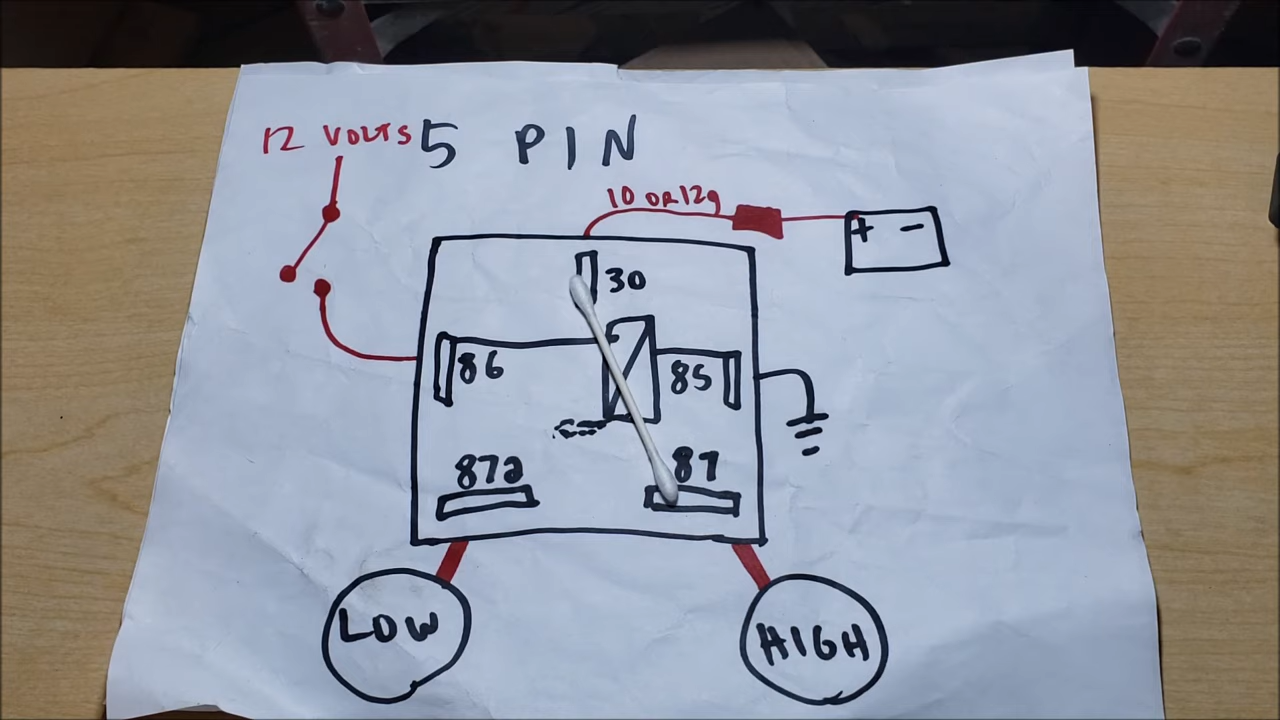 12 VOLTS 5 PIN
10 OR 12g
+ -
30
86
85
87a
87
LOW
HIGH